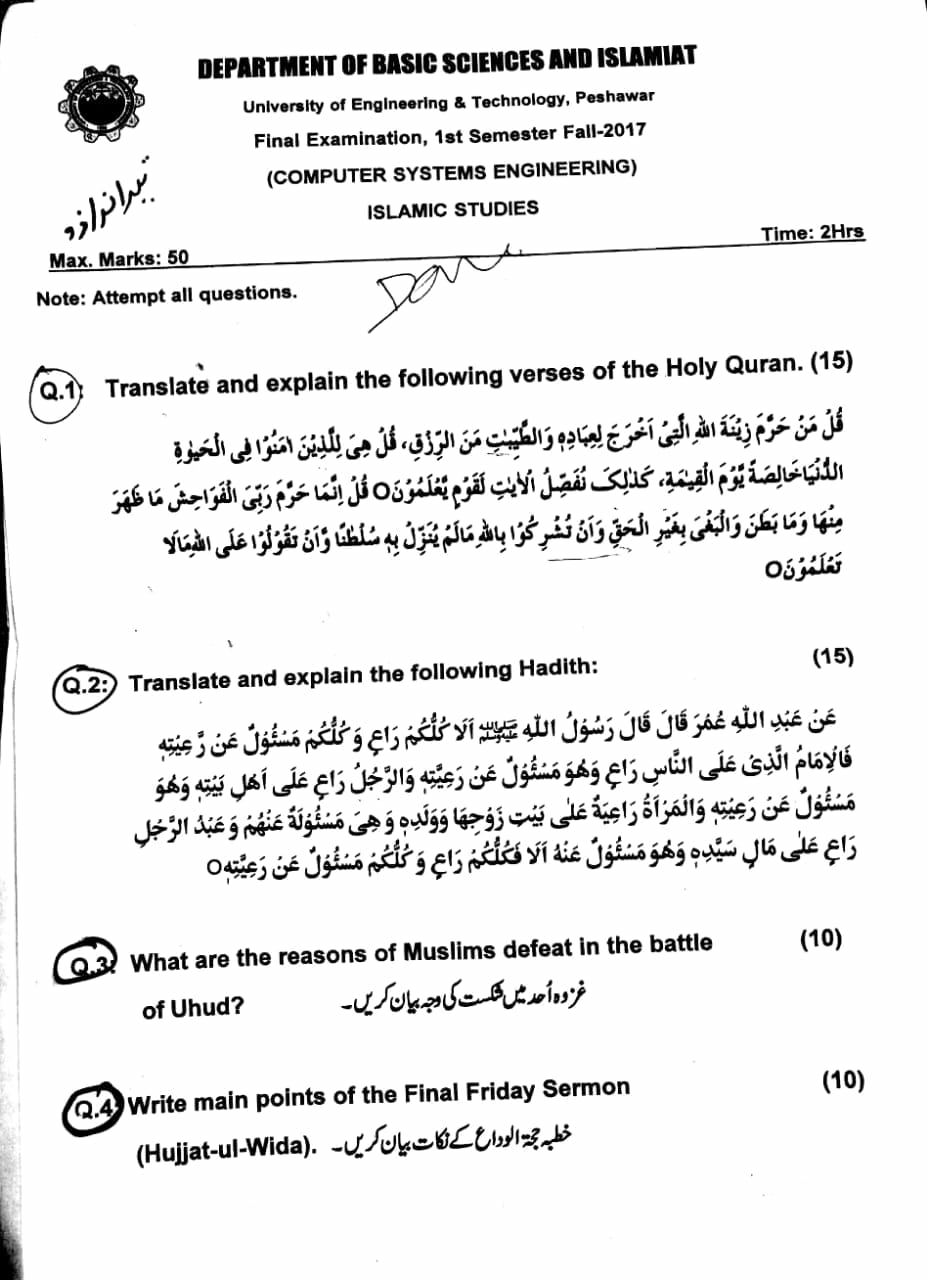 DEPARTMENT OF BASIC SCIENCES AND ISLAMIAT
University of Engineering & Technology, Peshawar
Final Examination, 1st Semester Fall-2017
(COMPUTER SYSTEMS ENGINEERING)
ISLAMIC STUDIES
Max. Marks: 50 Time: 2Hrs
Note: Attempt all questions.
Q.1: Translate and explain the following verses of the Holy Quran. (15)
قُلْ مَنْ حَرَّمَ زِيْنَةَ اللهِ الَّتِيْ اَخْرَجَ لِعِبَادِهٖ وَالطَّيِّبٰتِ مِنَ الرِّزْقِ، قُلْ هِىَ لِلَّذِيْنَ اٰمَنُوْا فِى الْحَيٰوةِ
الدُّنْيَا خَالِصَةً يَّوْمَ الْقِيٰمَةِ، كَذٰلِکَ نُفَصِّلُ الْاٰيٰتِ لَقَوْمٍ يَّعْلَمُوْنَO قُلْ اِنَّمَا حَرَّمَ رَبِّىَ الْفَوَاحِشَ مَا ظَهَرَ
مِنْهَا وَمَا بَطَنَ وَالْبَغْىَ بِغَيْرِ الْحَقِّ وَاَنْ تُشْرِكُوْا بِاللهِ مَالَمْ يُنَزِّلْ بِهٖ سُلْطٰنًا وَّاَنْ تَقُوْلُوْا عَلَى اللهِ مَالَا
تَعْلَمُوْنَO
Q.2: Translate and explain the following Hadith: (15)
عَنْ عَبْدِ اللّٰهِ عُمَرَ قَالَ قَالَ رَسُوْلُ اللّٰهِ ﷺ اَلَا كُلُّكُمْ رَاعٍ وَ كُلُّكُمْ مَسْئُوْلٌ عَنْ رَّعِيَّتِهٖ
فَالْاِمَامُ الَّذِىْ عَلَى النَّاسِ رَاعٍ وَهُوَ مَسْئُوْلٌ عَنْ رَعِيَّتِهٖ وَالرَّجُلُ رَاعٍ عَلَى اَهْلِ بَيْتِهٖ وَهُوَ
مَسْئُوْلٌ عَنْ رَعِيَّتِهٖ وَالْمَرْاَةُ رَاعِيَةٌ عَلٰى بَيْتِ زَوْجِهَا وَوَلَدِهٖ وَ هِىَ مَسْئُوْلَةٌ عَنْهُمْ وَ عَبْدُ الرَّجُلِ
رَاعٍ عَلٰى مَالِ سَيِّدِهٖ وَهُوَ مَسْئُوْلٌ عَنْهُ اَلَا فَكُلُّكُمْ رَاعٍ وَ كُلُّكُمْ مَسْئُوْلٌ عَنْ رَعِيَّتِهٖO
Q.3: What are the reasons of Muslims defeat in the battle (10)
of Uhud? غزوہ اُحد میں شکست کی وجہ بیان کریں۔
Q.4: Write main points of the Final Friday Sermon (10)
(Hujjat-ul-Wida). خطبہ حجۃ الوداع کے نکات بیان کریں۔